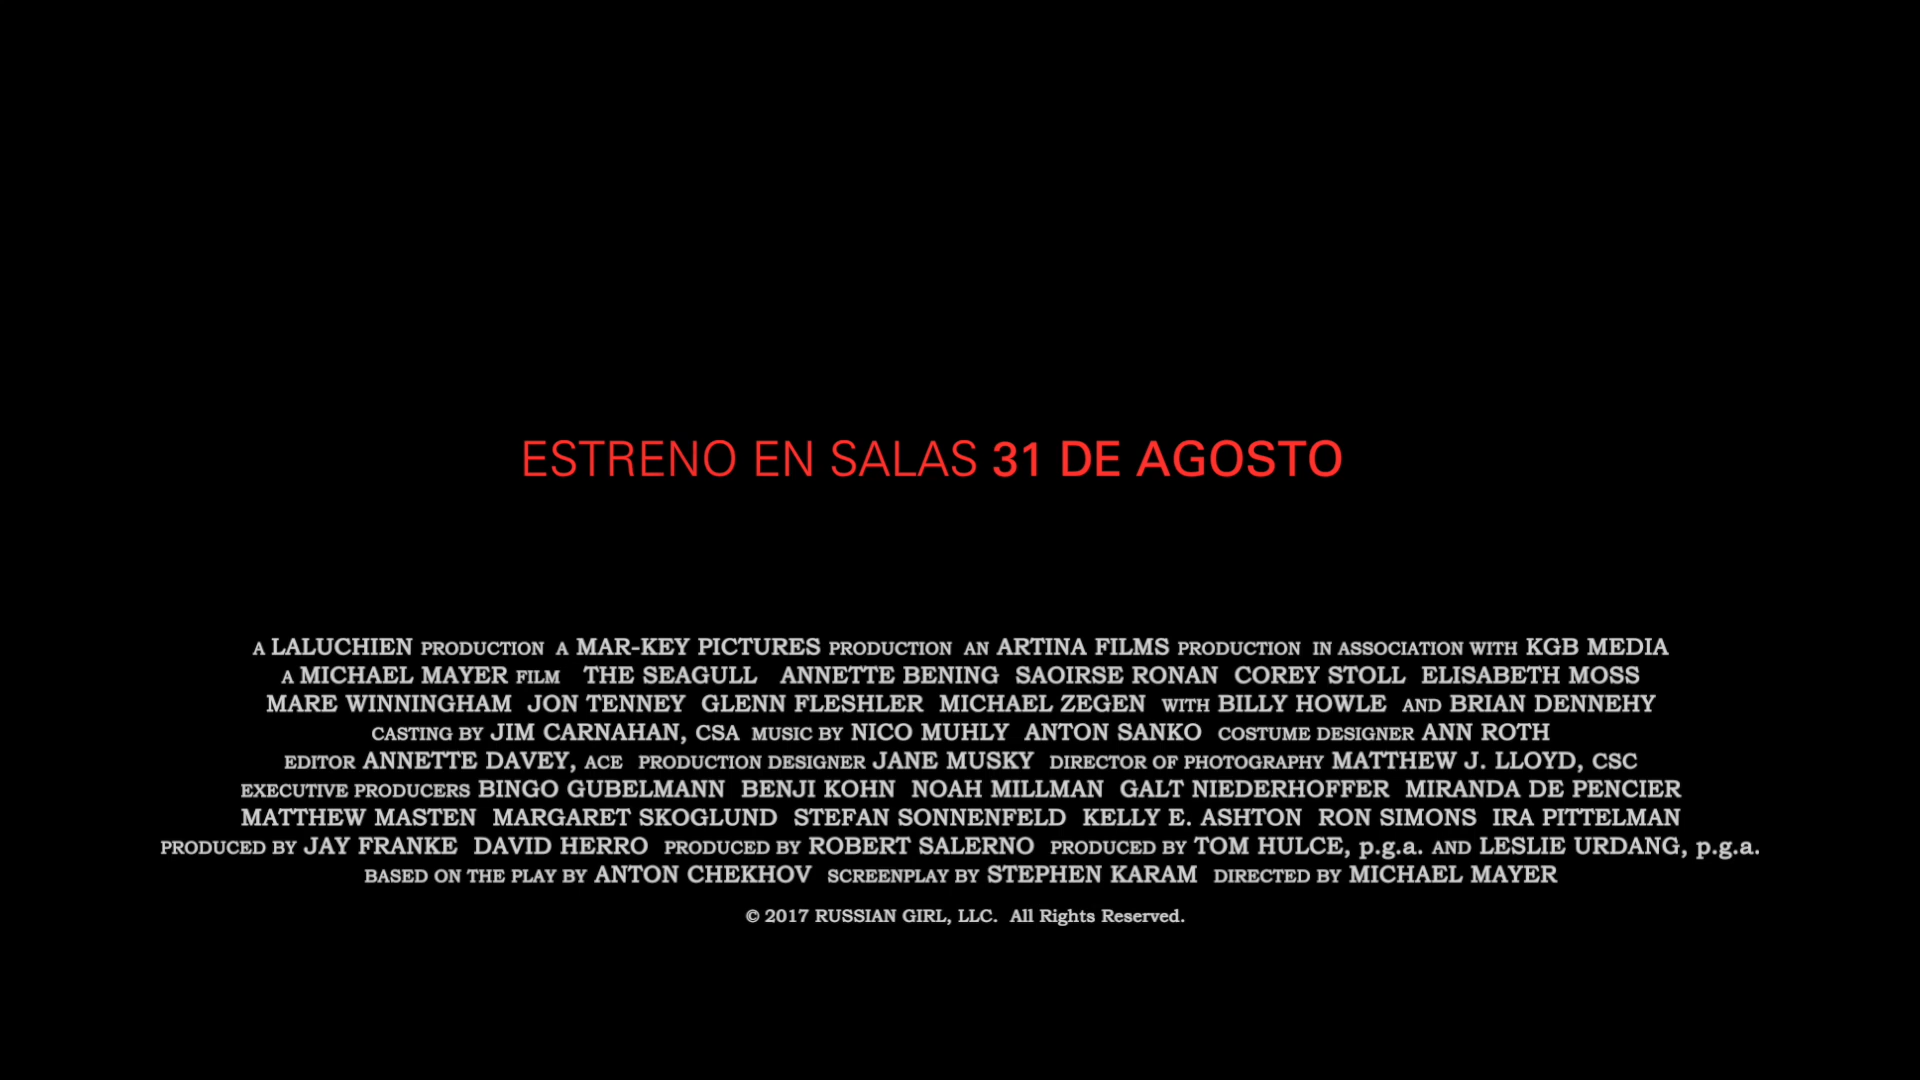 ESTRENO EN SALAS 31 DE AGOSTO
A LALUCHIEN PRODUCTION A MAR-KEY PICTURES PRODUCTION AN ARTINA FILMS PRODUCTION IN ASSOCIATION WITH KGB MEDIA
A MICHAEL MAYER FILM THE SEAGULL ANNETTE BENING SAOIRSE RONAN COREY STOLL ELISABETH MOSS
MARE WINNINGHAM JON TENNEY GLENN FLESHLER MICHAEL ZEGEN WITH BILLY HOWLE AND BRIAN DENNEHY
CASTING BY JIM CARNAHAN, CSA MUSIC BY NICO MUHLY ANTON SANKO COSTUME DESIGNER ANN ROTH
EDITOR ANNETTE DAVEY, ACE PRODUCTION DESIGNER JANE MUSKY DIRECTOR OF PHOTOGRAPHY MATTHEW J. LLOYD, CSC
EXECUTIVE PRODUCERS BINGO GUBELMANN BENJI KOHN NOAH MILLMAN GALT NIEDERHOFFER MIRANDA DE PENCIER
MATTHEW MASTEN MARGARET SKOGLUND STEFAN SONNENFELD KELLY E. ASHTON RON SIMONS IRA PITTELMAN
PRODUCED BY JAY FRANKE DAVID HERRO PRODUCED BY ROBERT SALERNO PRODUCED BY TOM HULCE, p.g.a. AND LESLIE URDANG, p.g.a.
BASED ON THE PLAY BY ANTON CHEKHOV SCREENPLAY BY STEPHEN KARAM DIRECTED BY MICHAEL MAYER
© 2017 RUSSIAN GIRL, LLC. All Rights Reserved.